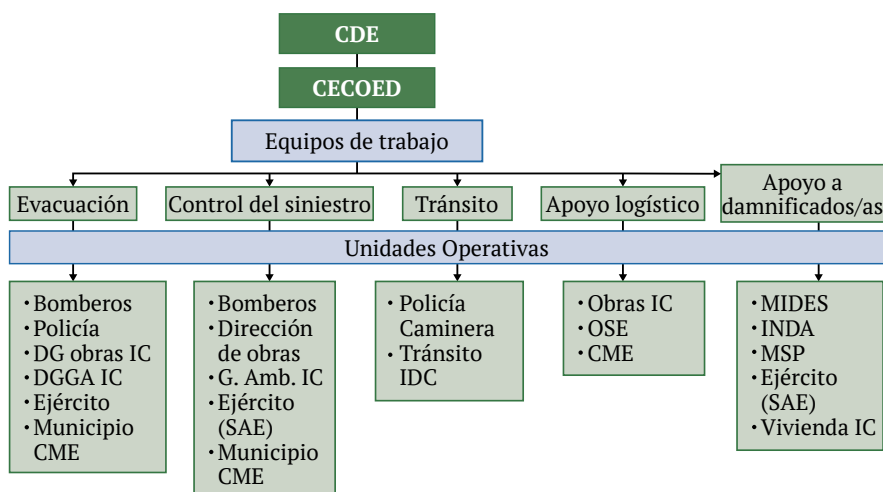 CDE
CECOED
Equipos de trabajo
Evacuación
Control del siniestro
Tránsito
Apoyo logístico
Apoyo a
damnificados/as
Unidades Operativas
· Bomberos
· Policía
· DG obras IC
· DGGA IC
· Ejército
· Municipio
CME
· Bomberos
· Dirección
de obras
· G. Amb. IC
· Ejército
(SAE)
· Municipio
CME
· Policía
Caminera
· Tránsito
IDC
· Obras IC
· OSE
· CME
· MIDES
· INDA
· MSP
· Ejército
(SAE)
· Vivienda IC